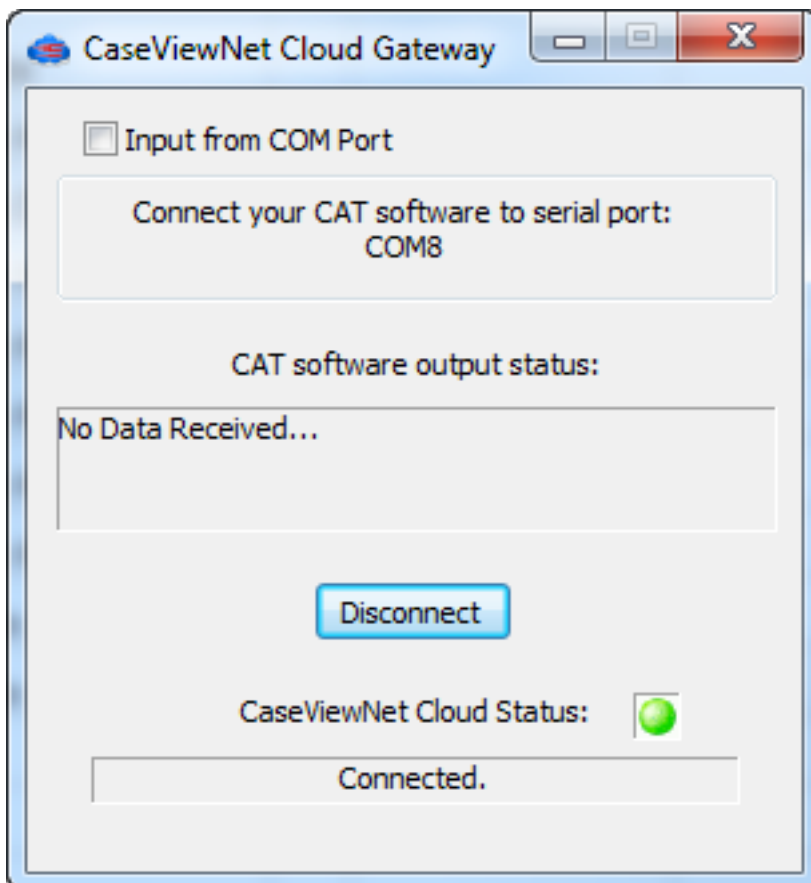 CaseViewNet Cloud Gateway
Input from COM Port
Connect your CAT software to serial port:
COM8
CAT software output status:
No Data Received...
Disconnect
CaseViewNet Cloud Status:
Connected.